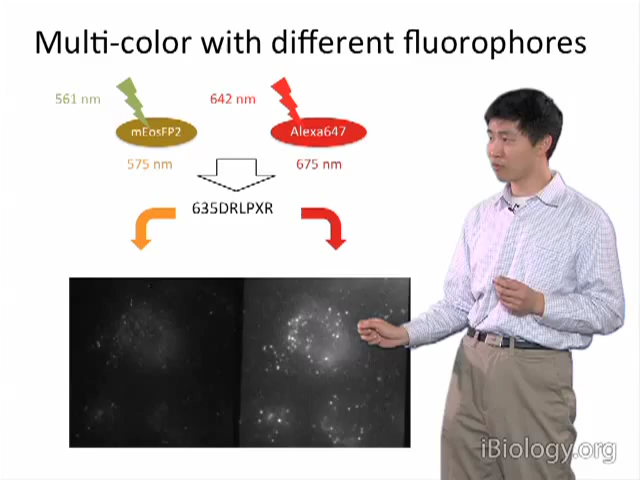 Multi-color with different fluorophores
561 nm
642 nm
mEosFP2
Alexa647
575 nm
675 nm
635DRLPXR
iBiology.org